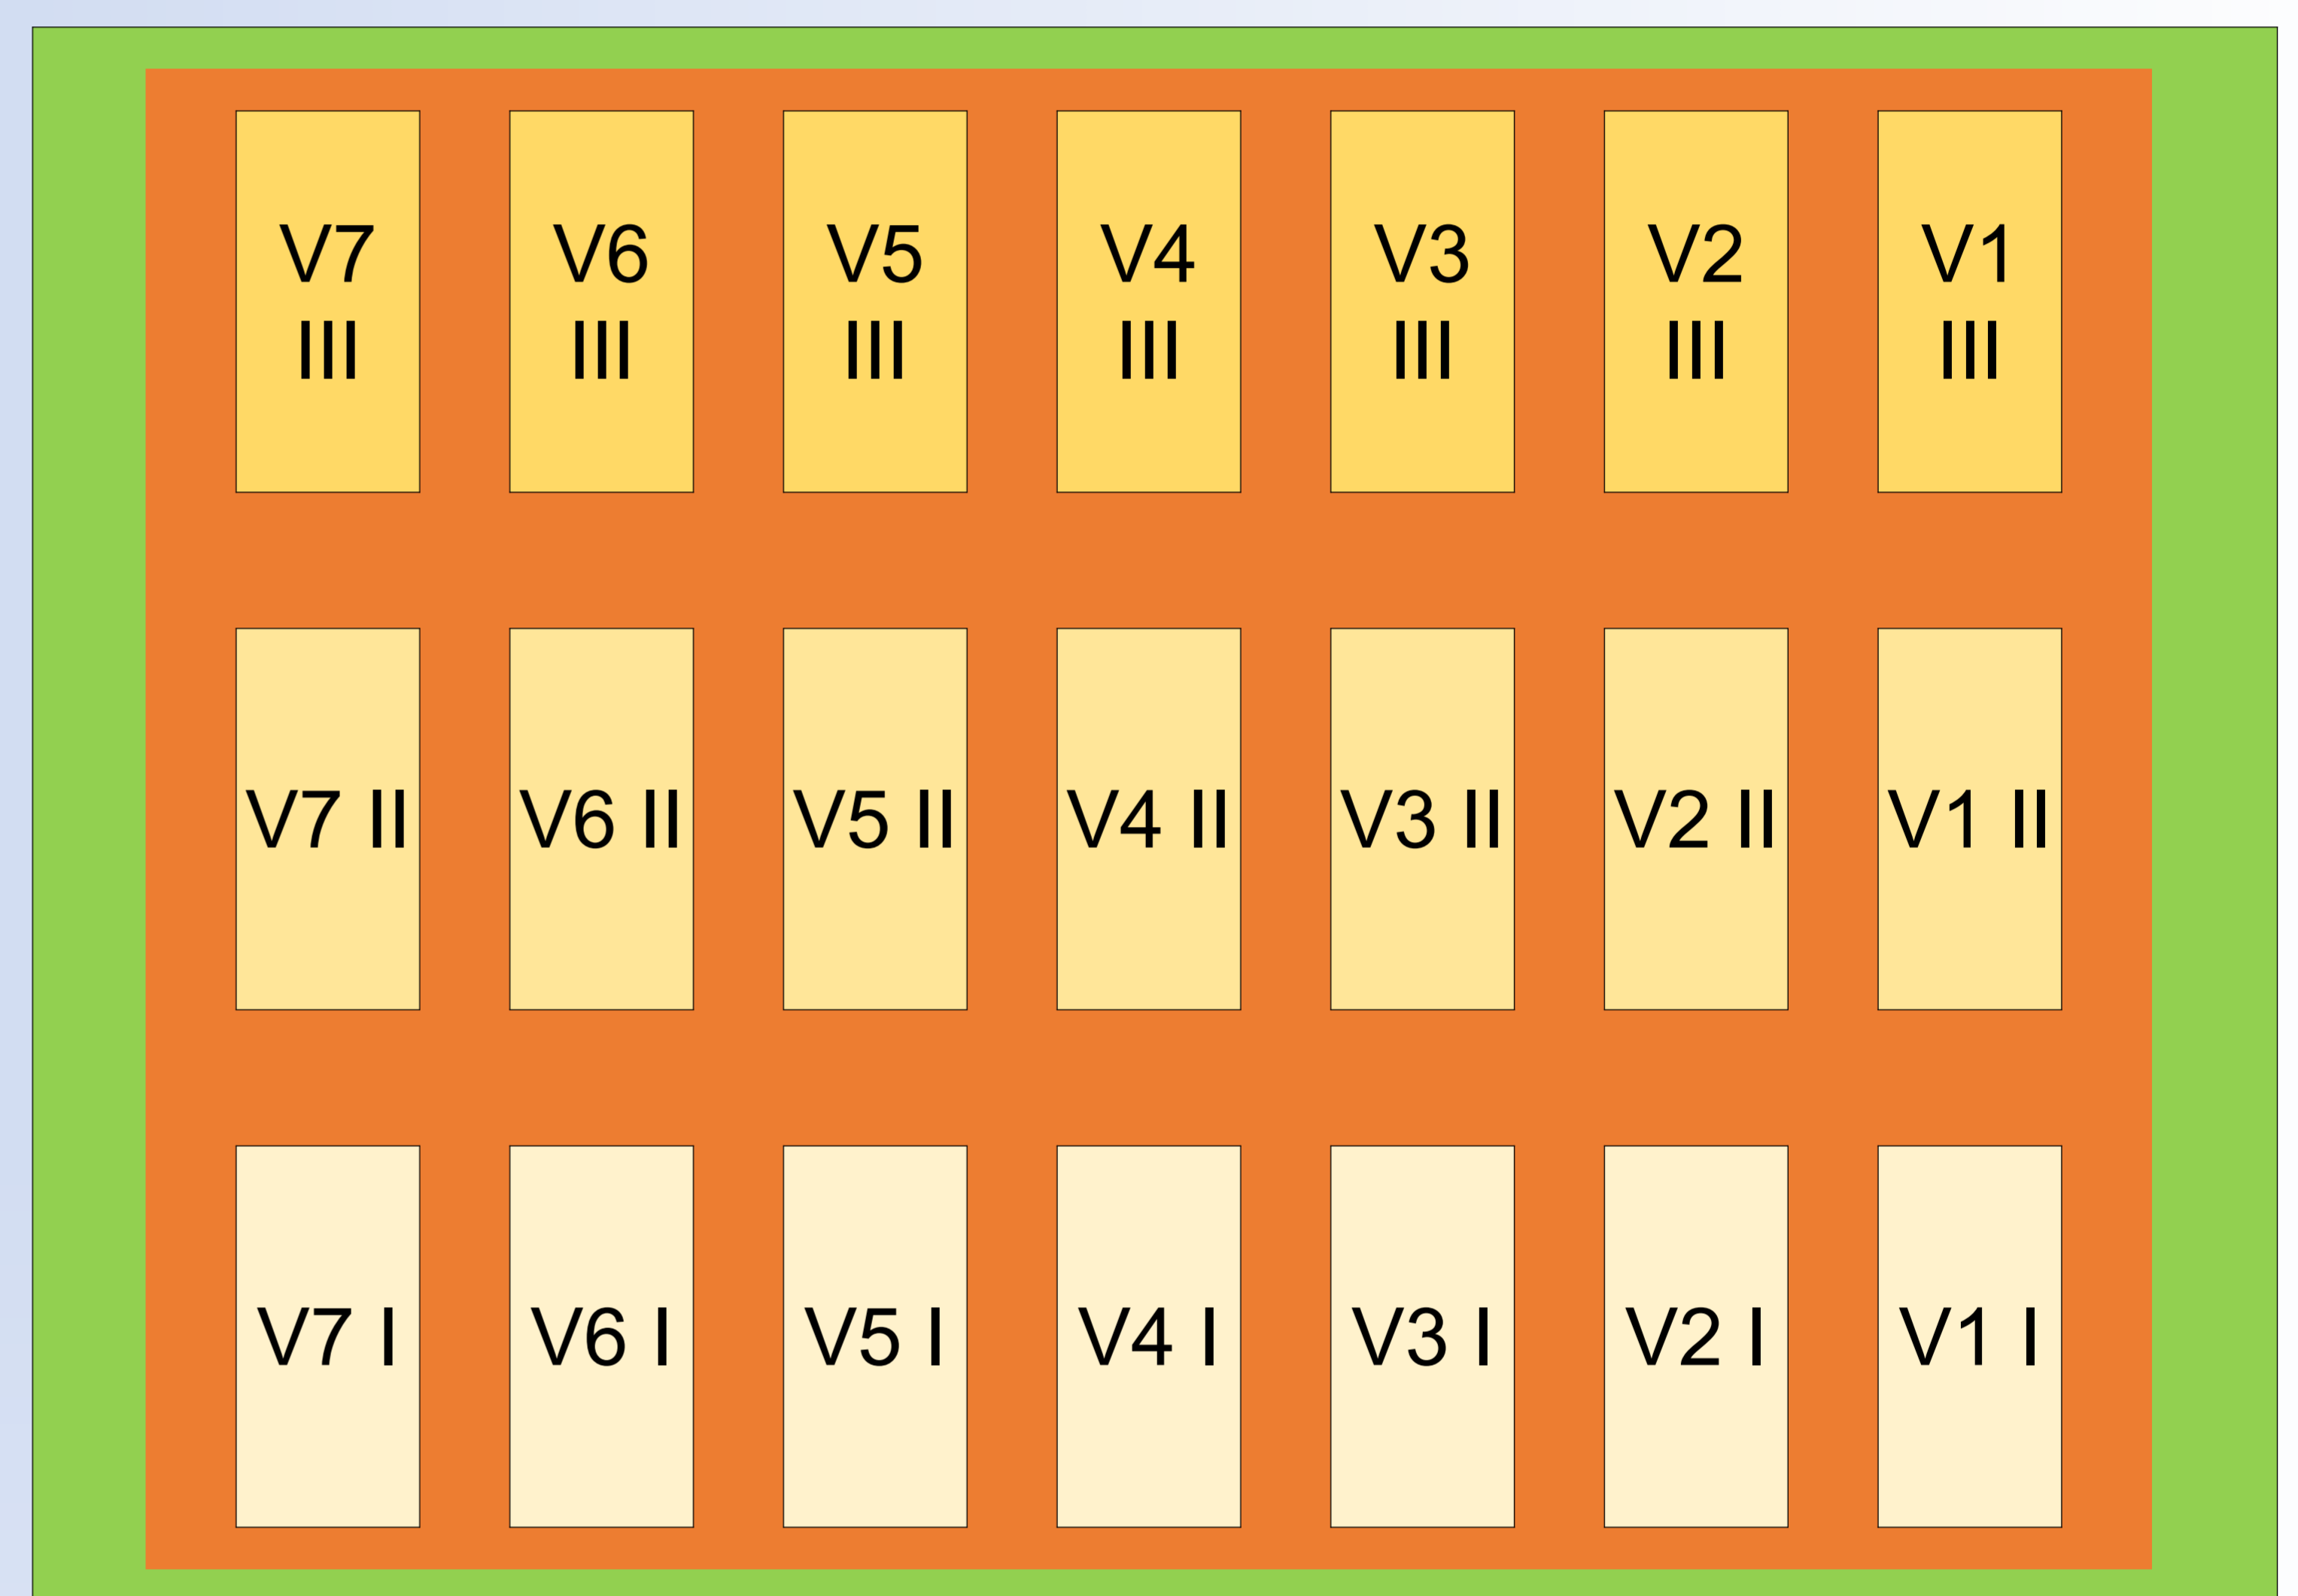 V7
III
V6
III
V5
III
V4
III
V3
III
V2
III
V1
III
V7 II
V6 II
V5 II
V4 II
V3 II
V2 II
V1 II
V7 I
V6 I
V5 I
V4 I
V3 I
V2 I
V1 I